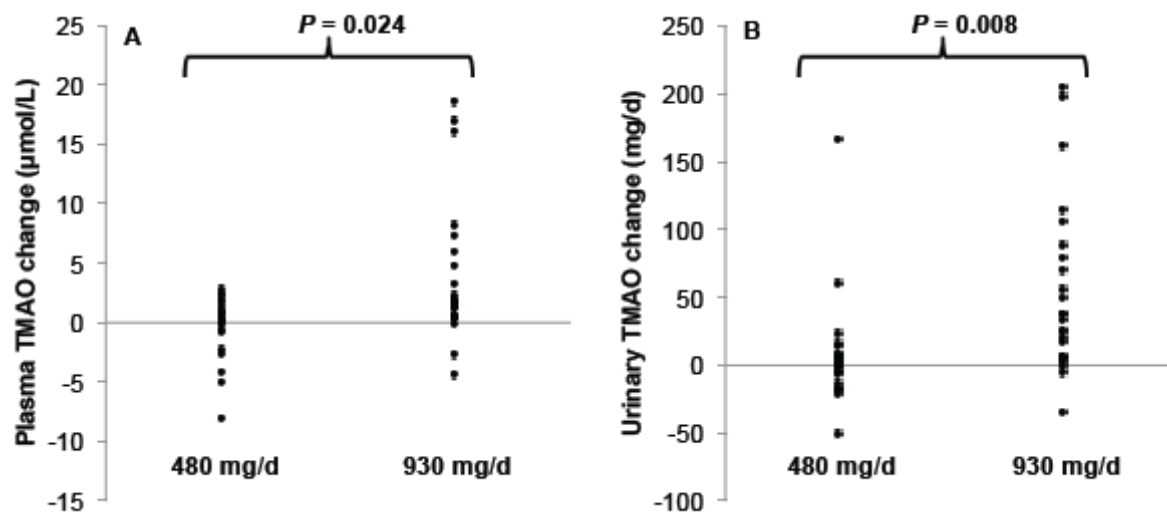 A
P = 0.024
Plasma TMAO change (µmol/L)
25
20
15
10
5
0
-5
-10
-15
480 mg/d
930 mg/d
B
P = 0.008
Urinary TMAO change (mg/d)
250
200
150
100
50
0
-50
-100
480 mg/d
930 mg/d